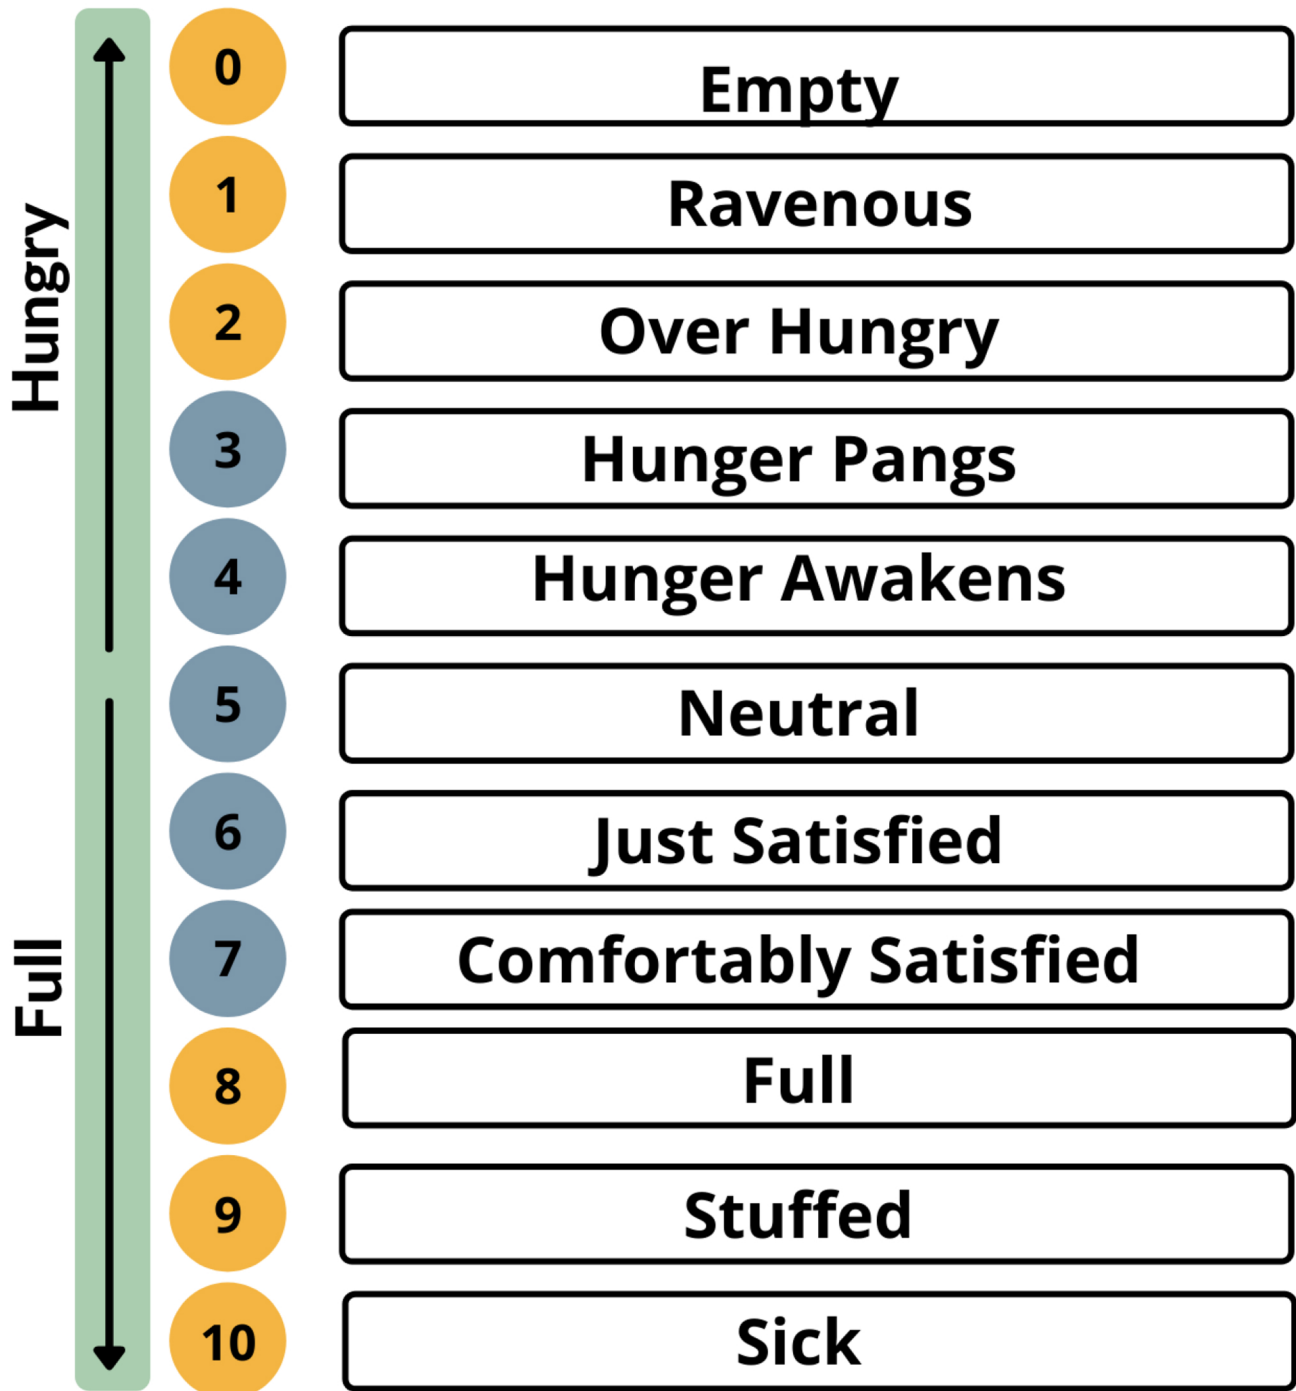 Hungry
Full
0 Empty
1 Ravenous
2 Over Hungry
3 Hunger Pangs
4 Hunger Awakens
5 Neutral
6 Just Satisfied
7 Comfortably Satisfied
8 Full
9 Stuffed
10 Sick